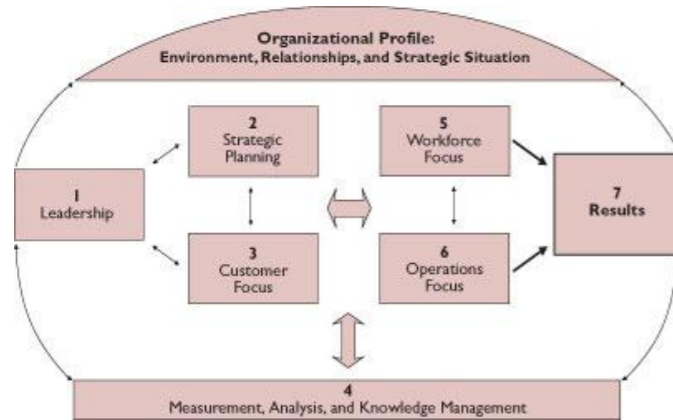 Organizational Profile:
Environment, Relationships, and Strategic Situation
1
Leadership
2
Strategic
Planning
3
Customer
Focus
5
Workforce
Focus
6
Operations
Focus
7
Results
4
Measurement, Analysis, and Knowledge Management